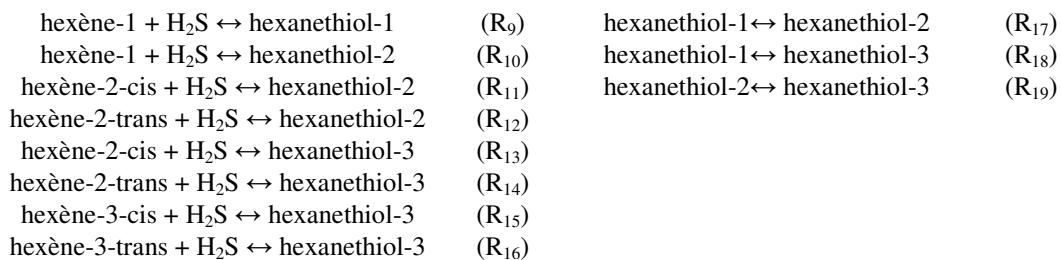 hexène-1 + H₂S ↔ hexanethiol-1 (R₉)
hexène-1 + H₂S ↔ hexanethiol-2 (R₁₀)
hexène-2-cis + H₂S ↔ hexanethiol-2 (R₁₁)
hexène-2-trans + H₂S ↔ hexanethiol-2 (R₁₂)
hexène-2-cis + H₂S ↔ hexanethiol-3 (R₁₃)
hexène-2-trans + H₂S ↔ hexanethiol-3 (R₁₄)
hexène-3-cis + H₂S ↔ hexanethiol-3 (R₁₅)
hexène-3-trans + H₂S ↔ hexanethiol-3 (R₁₆)
hexanethiol-1↔ hexanethiol-2 (R₁₇)
hexanethiol-1↔ hexanethiol-3 (R₁₈)
hexanethiol-2↔ hexanethiol-3 (R₁₉)